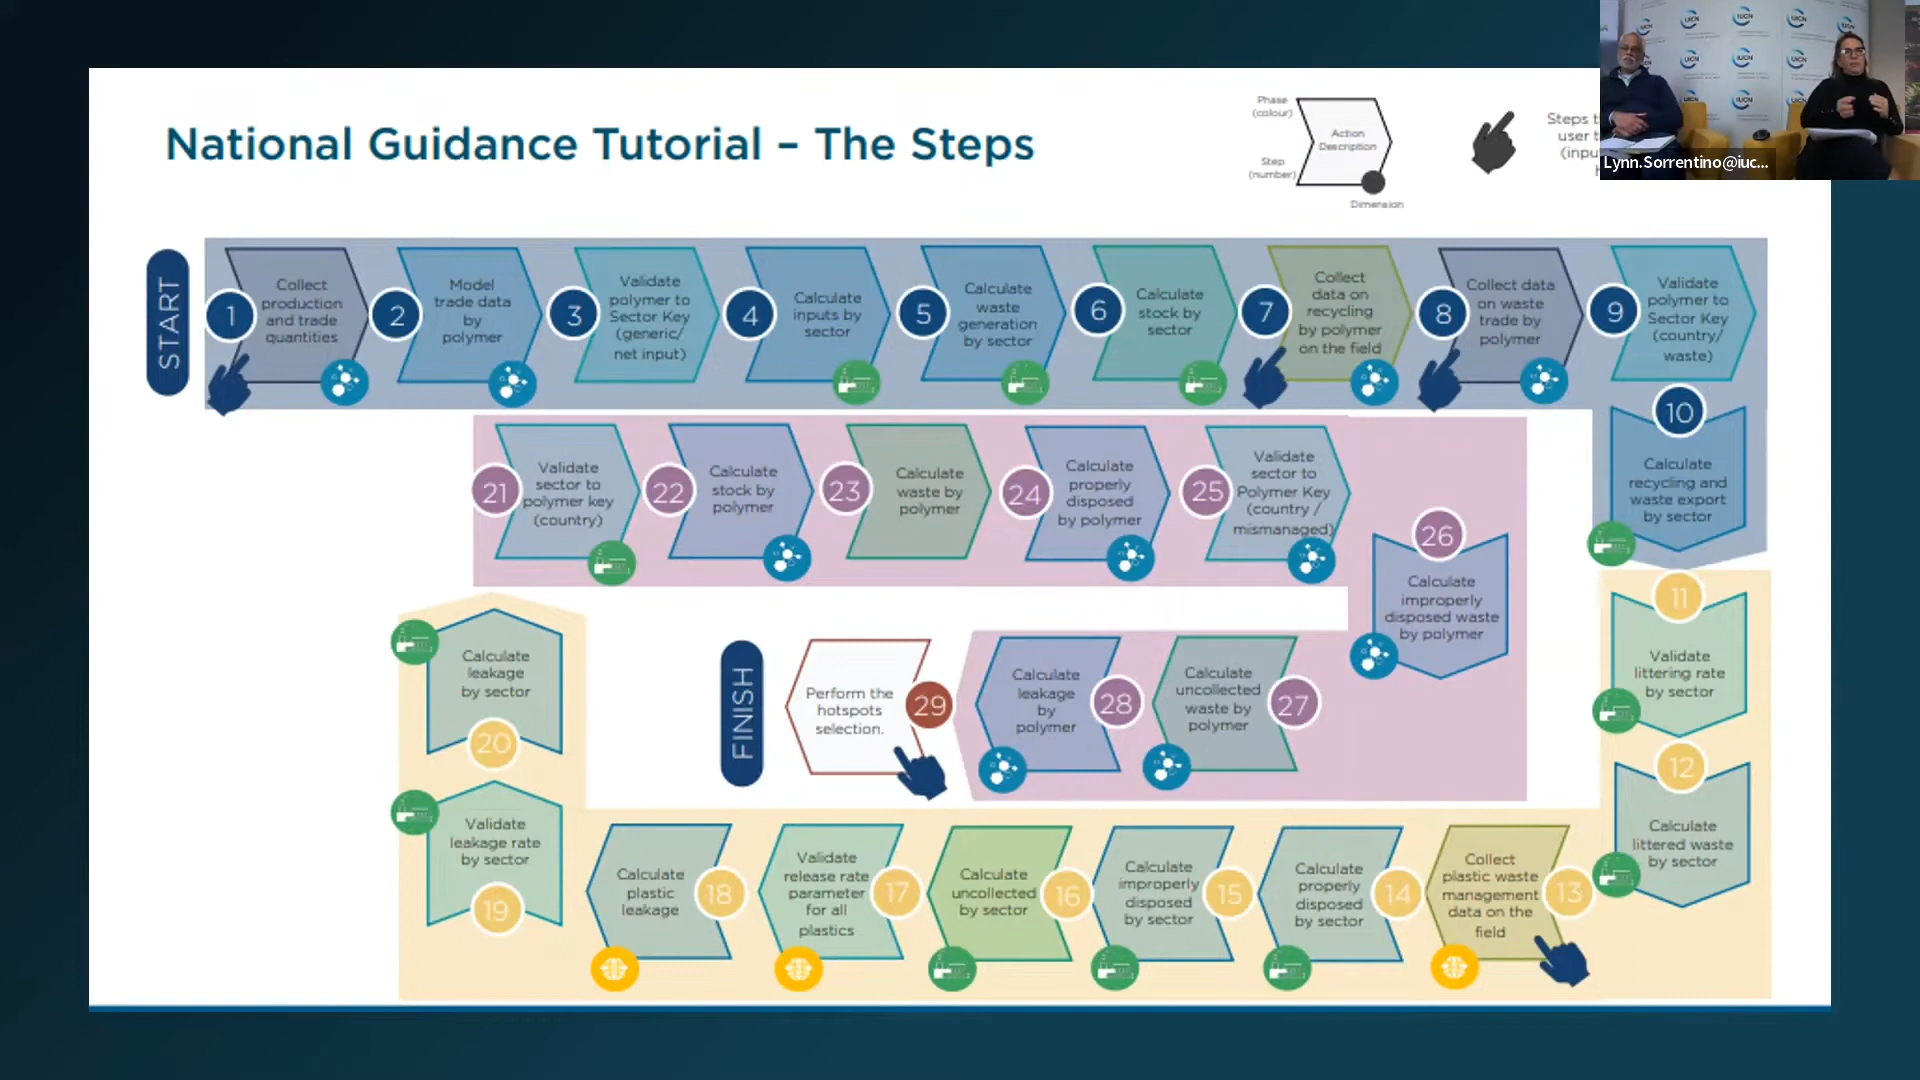 National Guidance Tutorial – The Steps
Phase
(colour)
Step
(number)
Action
Description
Dimension
Steps
user
Lynn.Sorrentino@iuc...
IUCN
IUCN
IUCN
IUCN
IUCN
START
1
Collect
production
and trade
quantities
2
Model
trade data
by
polymer
3
Validate
polymer to
Sector Key
(generic/
net input)
4
Calculate
inputs by
sector
5
Calculate
waste
generation
by sector
6
Calculate
stock by
sector
7
Collect
data on
recycling
by polymer
on the field
8
Collect data
on waste
trade by
polymer
9
Validate
polymer to
Sector Key
(country/
waste)
10
Calculate
recycling and
waste export
by sector
11
Validate
littering rate
by sector
12
Calculate
littered waste
by sector
13
Collect
plastic waste
management
data on the
field
14
Calculate
properly
disposed
by sector
15
Calculate
improperly
disposed
by sector
16
Calculate
uncollected
by sector
17
Validate
release rate
parameter
for all
plastics
18
Calculate
plastic
leakage
19
Validate
leakage rate
by sector
20
Calculate
leakage
by sector
21
Validate
sector to
polymer key
(country)
22
Calculate
stock by
polymer
23
Calculate
waste by
polymer
24
Calculate
properly
disposed
by polymer
25
Validate
sector to
Polymer Key
(country /
mismanaged)
26
Calculate
improperly
disposed waste
by polymer
27
Calculate
uncollected
waste by
polymer
28
Calculate
leakage
by
polymer
29
Perform the
hotspots
selection.
FINISH